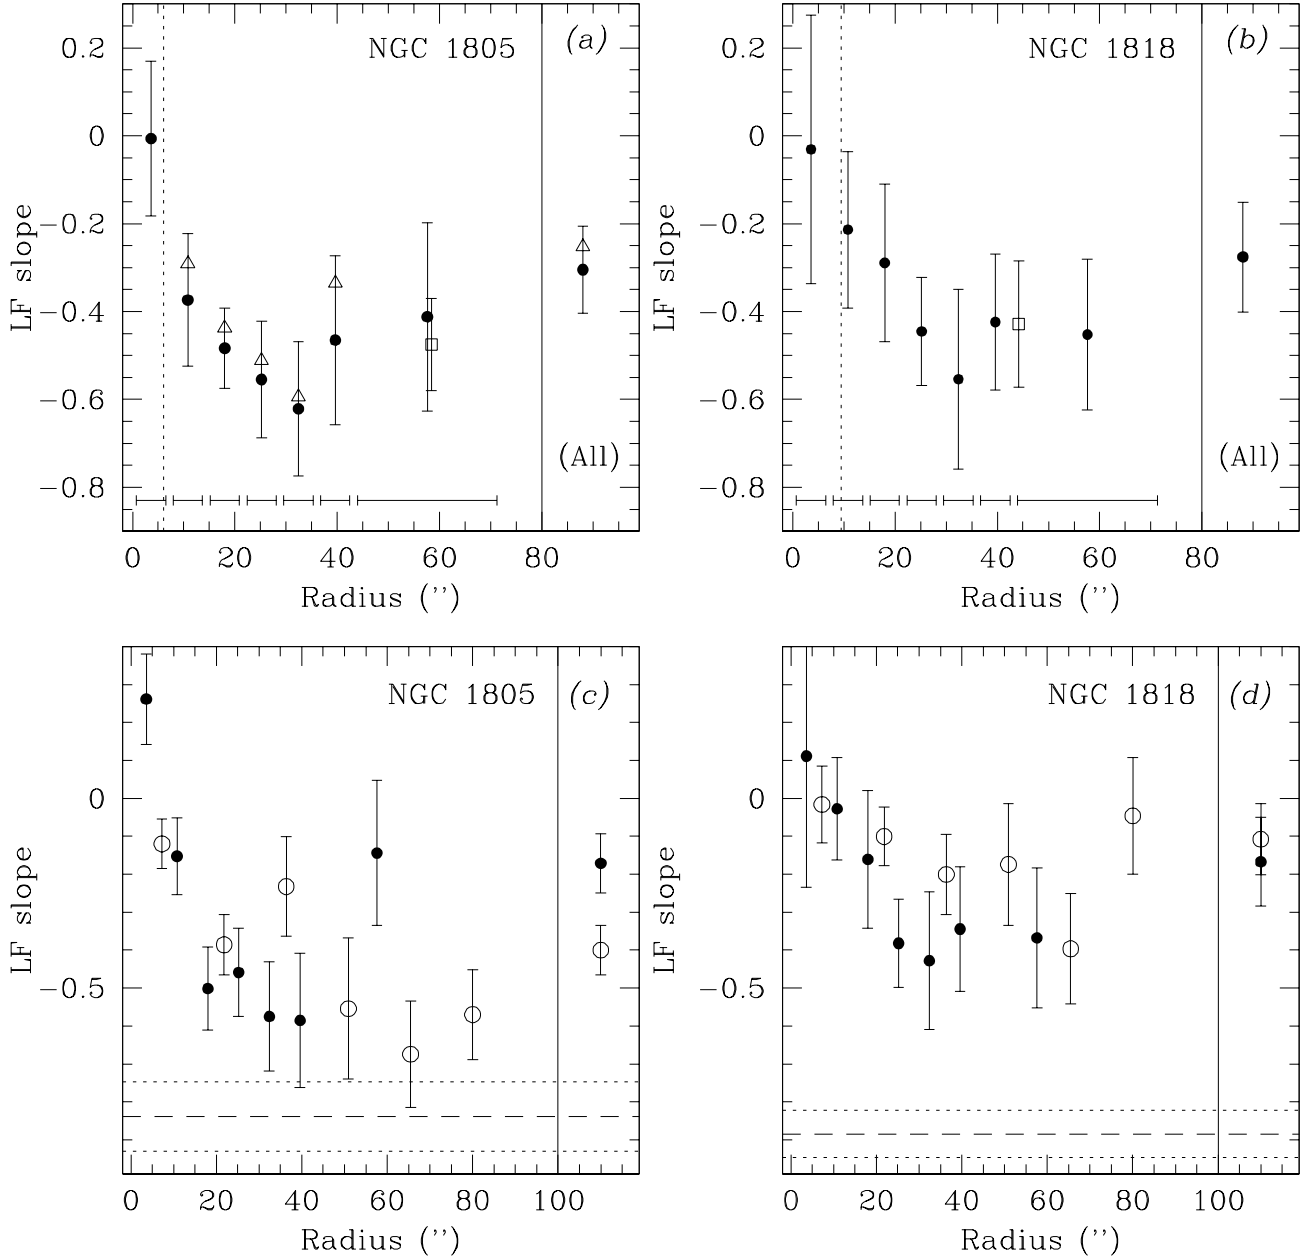 NGC 1805
(a)
0.2
0
−0.2
−0.4
−0.6
−0.8
LF slope
(All)
0 20 40 60 80
Radius (’’)
NGC 1818
(b)
0.2
0
−0.2
−0.4
−0.6
−0.8
LF slope
(All)
0 20 40 60 80
Radius (’’)
NGC 1805
(c)
0
−0.5
LF slope
0 20 40 60 80 100
Radius (’’)
NGC 1818
(d)
0
−0.5
LF slope
0 20 40 60 80 100
Radius (’’)